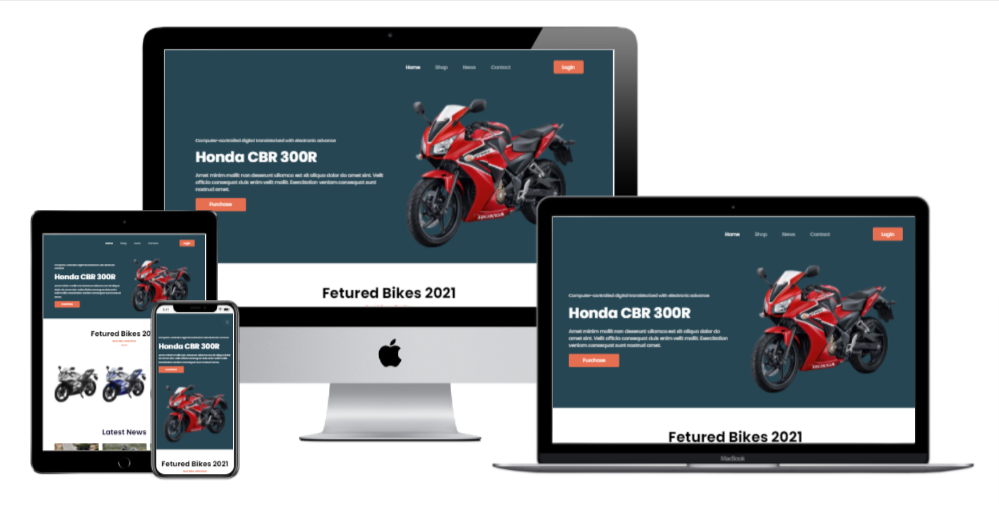 Home Shop News Contact Login
Computer-controlled digital transistorised with electronic advance
Honda CBR 300R
Amet minim mollit non deserunt ullamco est sit aliqua dolor do amet sint. Velit
officia consequat duis enim velit mollit. Exercitation veniam consequat sunt
nostrud amet.
Purchase
Fetured Bikes 2021
Home Shop News Contact Login
Computer-controlled digital transistorised with electronic advance
Honda CBR 300R
Amet minim mollit non deserunt ullamco est sit aliqua dolor do
amet sint. Velit officia consequat duis enim velit mollit. Exercitation
veniam consequat sunt nostrud amet.
Purchase
Fetured Bikes 2021
MacBook
Login
Honda CBR 300R
Fetured Bikes 2021
Latest News
Honda CBR 300R
Fetured Bikes 2021